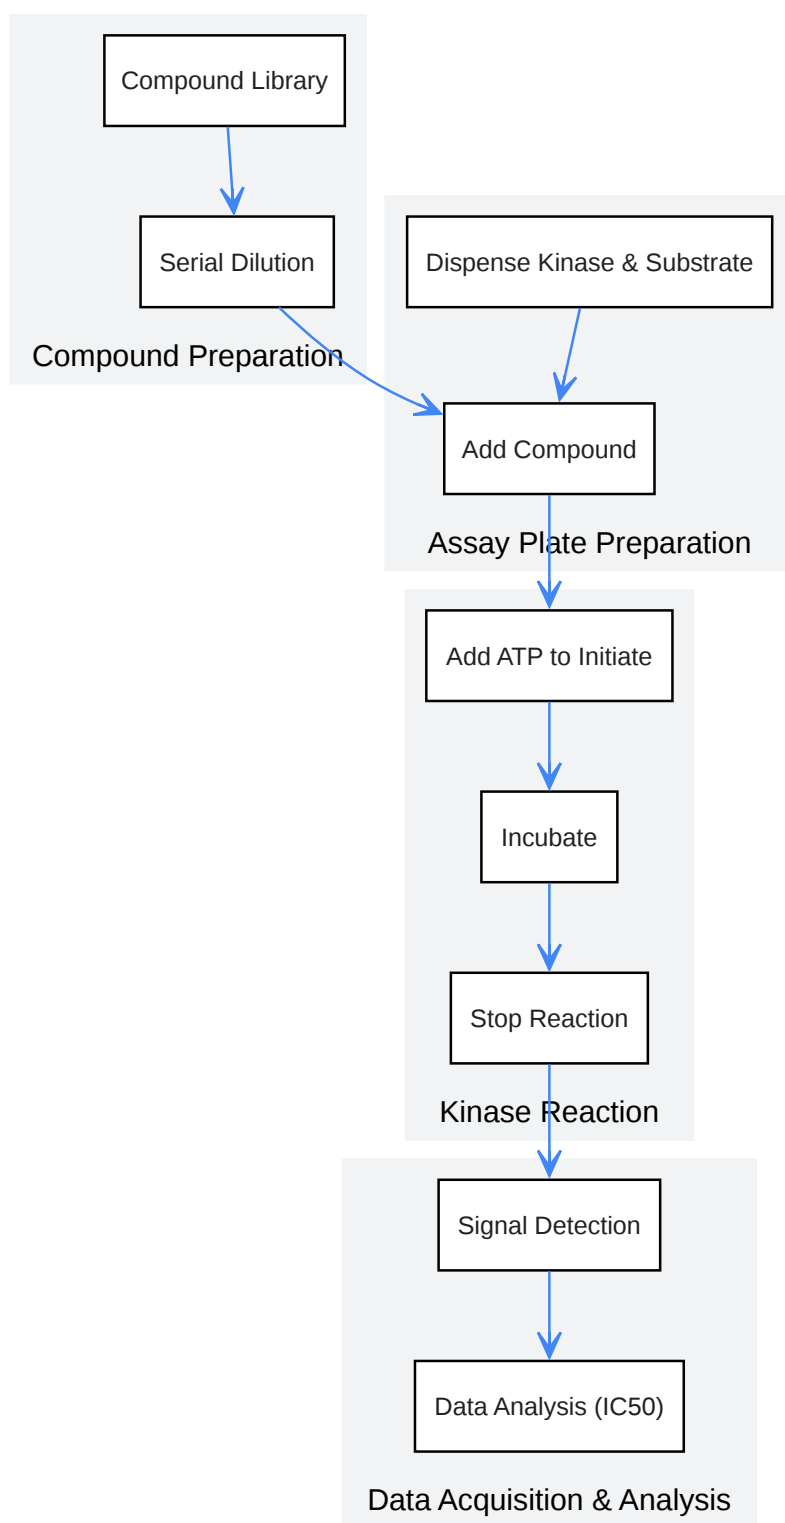 Compound Library
Serial Dilution
Compound Preparation
Dispense Kinase & Substrate
Add Compound
Assay Plate Preparation
Add ATP to Initiate
Incubate
Stop Reaction
Kinase Reaction
Signal Detection
Data Analysis (IC50)
Data Acquisition & Analysis